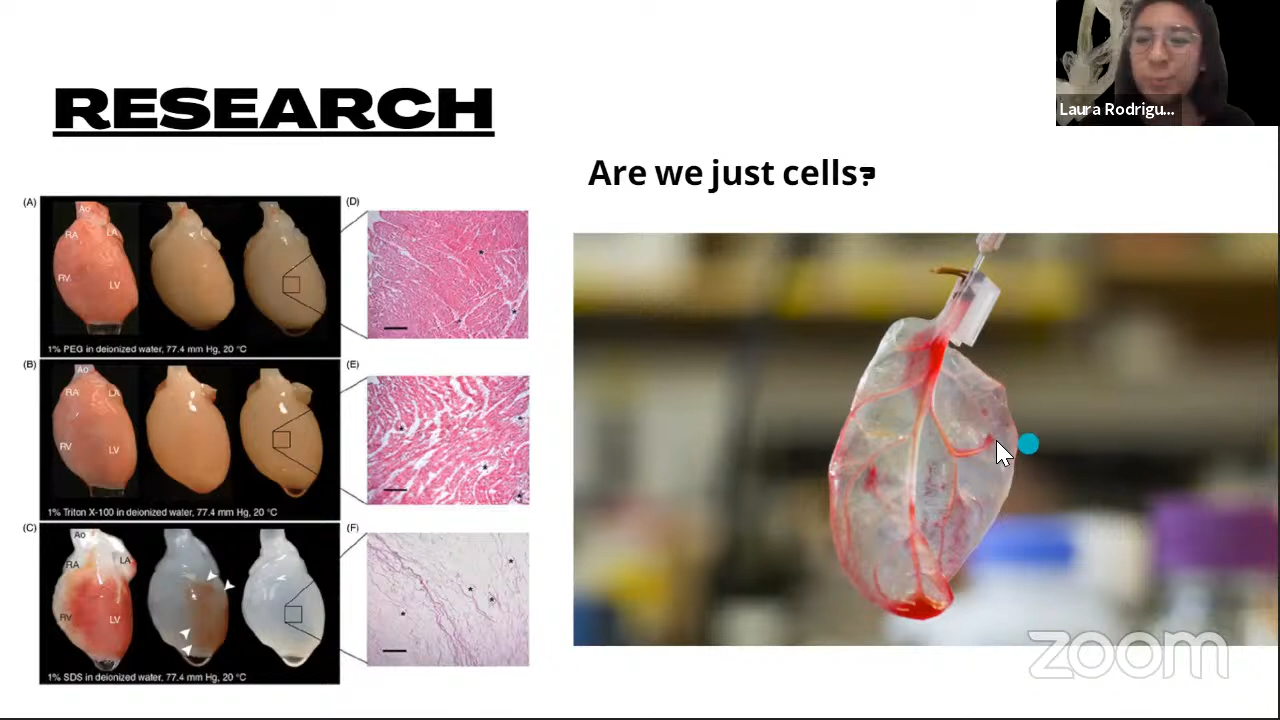 RESEARCH
Laura Rodrigu...
Are we just cells?
(A)
Ao
RA
LA
RV
LV
1% PEG in deionized water, 77.4 mm Hg, 20 °C
(D)
*
*
*
(B)
Ao
RA
LA
RV
LV
1% Triton X-100 in deionized water, 77.4 mm Hg, 20 °C
(E)
*
*
*
*
(C)
Ao
RA
LA
RV
LV
1% SDS in deionized water, 77.4 mm Hg, 20 °C
(F)
*
*
*
*
zoom